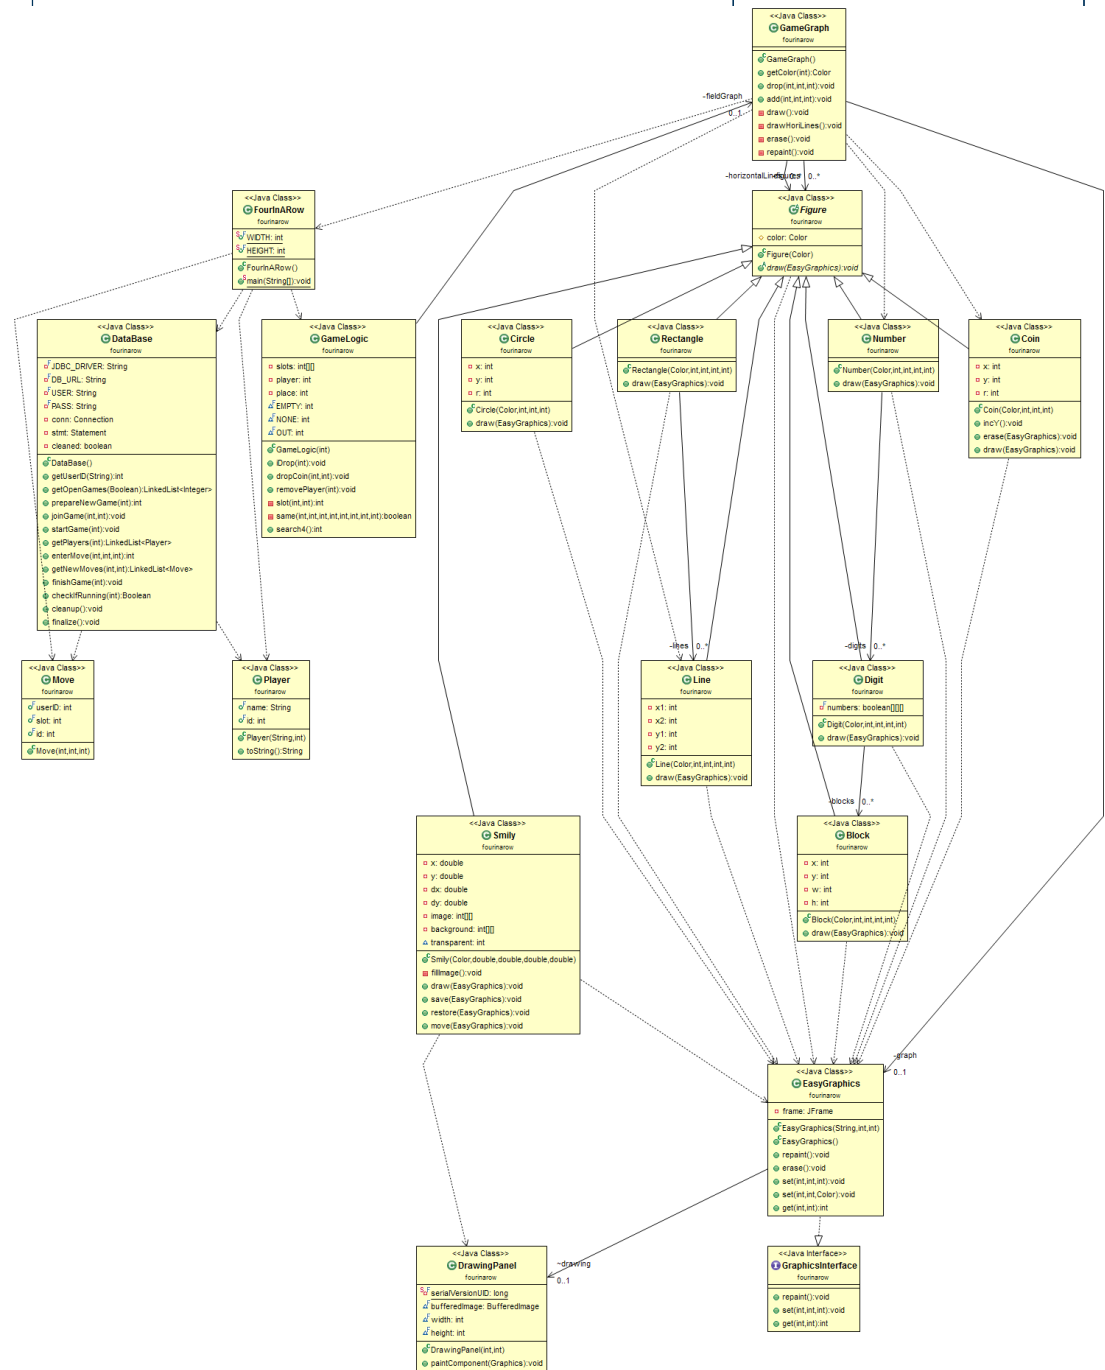 <<Java Class>>
GameGraph
fourinarow
GameGraph()
getColor(int):Color
drop(int,int,int):void
add(int,int,int):void
draw():void
drawHoriLines():void
erase():void
repaint():void
-fieldGraph
0..1
0..*
<<Java Class>>
FourInARow
fourinarow
WIDTH: int
HEIGHT: int
FourInARow()
main(String[]):void
<<Java Class>>
Figure
fourinarow
color: Color
Figure(Color)
draw(EasyGraphics):void
<<Java Class>>
DataBase
fourinarow
JDBC_DRIVER: String
DB_URL: String
USER: String
PASS: String
conn: Connection
stmt: Statement
cleaned: boolean
DataBase()
getUserID(String):int
getOpenGames(Boolean):LinkedList<Integer>
prepareNewGame(int):int
joinGame(int,int):void
startGame(int):void
getPlayers(int):LinkedList<Player>
enterMove(int,int,int):int
getNewMoves(int,int):LinkedList<Move>
finishGame(int):void
checkIfRunning(int):Boolean
cleanup():void
finalize():void
<<Java Class>>
GameLogic
fourinarow
slots: int[][]
player: int
place: int
EMPTY: int
NONE: int
OUT: int
GameLogic(int)
iDrop(int):void
dropCoin(int,int):void
removePlayer(int):void
slot(int,int):int
same(int,int,int,int,int,int,int,int):boolean
search4():int
<<Java Class>>
Circle
fourinarow
x: int
y: int
r: int
Circle(Color,int,int,int)
draw(EasyGraphics):void
<<Java Class>>
Rectangle
fourinarow
Rectangle(Color,int,int,int,int)
draw(EasyGraphics):void
<<Java Class>>
Number
fourinarow
Number(Color,int,int,int,int)
draw(EasyGraphics):void
<<Java Class>>
Coin
fourinarow
x: int
y: int
r: int
Coin(Color,int,int,int)
incY():void
erase(EasyGraphics):void
draw(EasyGraphics):void
-lines 0..*
-digits 0..*
<<Java Class>>
Move
fourinarow
userID: int
slot: int
id: int
Move(int,int,int)
<<Java Class>>
Player
fourinarow
name: String
id: int
Player(String,int)
toString():String
<<Java Class>>
Line
fourinarow
x1: int
x2: int
y1: int
y2: int
Line(Color,int,int,int,int)
draw(EasyGraphics):void
<<Java Class>>
Digit
fourinarow
numbers: boolean[][][]
Digit(Color,int,int,int,int)
draw(EasyGraphics):void
-blocks 0..*
<<Java Class>>
Smily
fourinarow
x: double
y: double
dx: double
dy: double
image: int[][]
background: int[][]
transparent: int
Smily(Color,double,double,double,double)
fillImage():void
draw(EasyGraphics):void
save(EasyGraphics):void
restore(EasyGraphics):void
move(EasyGraphics):void
<<Java Class>>
Block
fourinarow
x: int
y: int
w: int
h: int
Block(Color,int,int,int,int)
draw(EasyGraphics):void
-graph
0..1
<<Java Class>>
EasyGraphics
fourinarow
frame: JFrame
EasyGraphics(String,int,int)
EasyGraphics()
repaint():void
erase():void
set(int,int,int):void
set(int,int,Color):void
get(int,int):int
<<Java Class>>
DrawingPanel
fourinarow
serialVersionUID: long
bufferedImage: BufferedImage
width: int
height: int
DrawingPanel(int,int)
paintComponent(Graphics):void
~drawing
0..1
<<Java Interface>>
GraphicsInterface
fourinarow
repaint():void
set(int,int,int):void
get(int,int):int